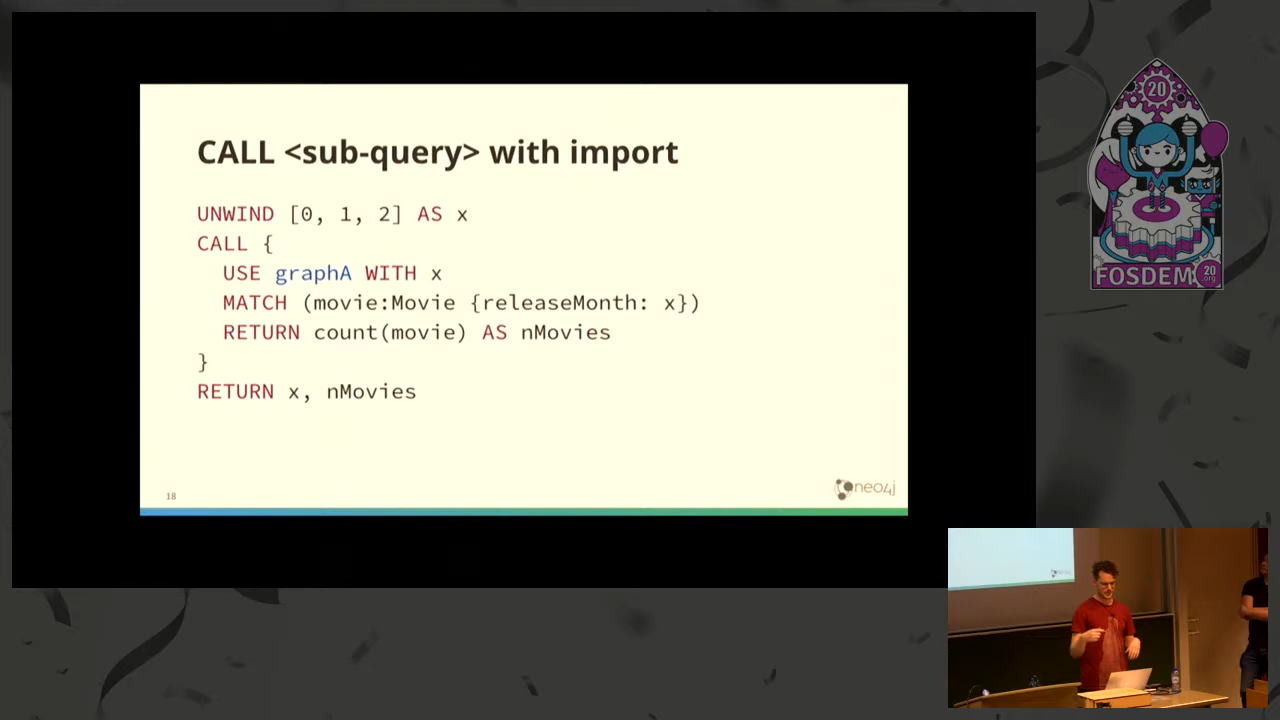 CALL <sub-query> with import
UNWIND [0, 1, 2] AS x
CALL {
USE graphA WITH x
MATCH (movie:Movie {releaseMonth: x})
RETURN count(movie) AS nMovies
}
RETURN x, nMovies
18
neo4j
20
FOSDEM
20
.org